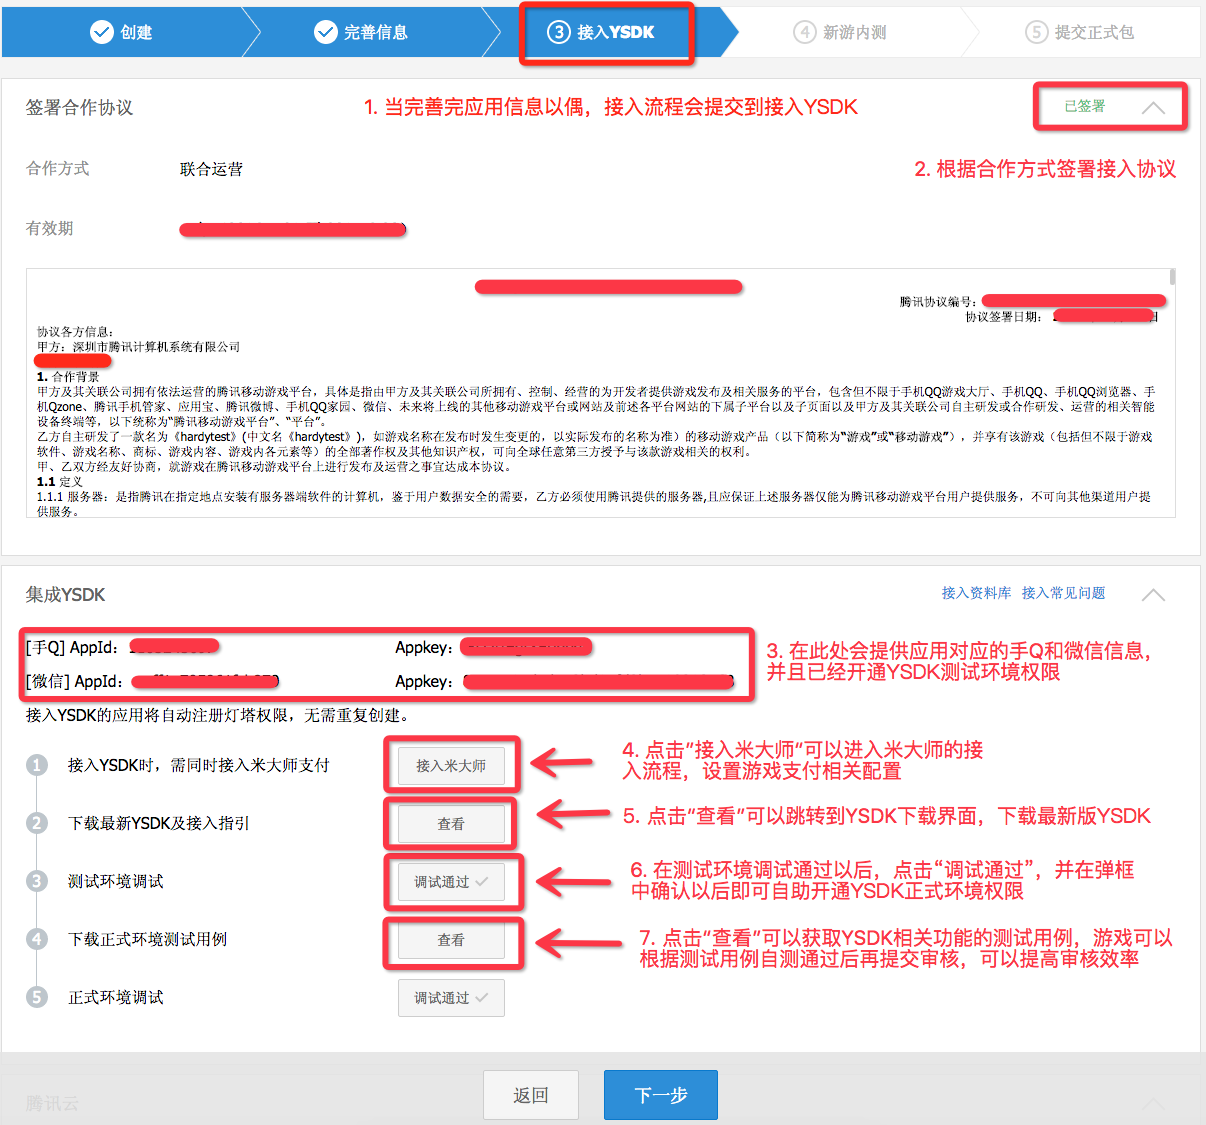 创建
完善信息
3 接入YSDK
4 新游内测
5 提交正式包
签署合作协议
1. 当完善完应用信息以偶，接入流程会提交到接入YSDK
已签署
合作方式
联合运营
2. 根据合作方式签署接入协议
有效期
腾讯协议编号：
协议签署日期：
日
协议各方信息：
甲方：深圳市腾讯计算机系统有限公司
1. 合作背景
甲方及其关联公司拥有依法运营的腾讯移动游戏平台，具体是指由甲方及其关联公司所拥有、控制、经营的为开发者提供游戏发布及相关服务的平台，包含但不限于手机QQ游戏大厅、手机QQ、手机QQ浏览器、手
机Qzone、腾讯手机管家、应用宝、腾讯微博、手机QQ家园、微信、未来将上线的其他移动游戏平台或网站及前述各平台网站的下属子平台以及子页面以及甲方及其关联公司自主研发或合作研发、运营的相关智能
设备终端等，以下统称为“腾讯移动游戏平台”、“平台”。
乙方自主研发了一款名为《hardytest》(中文名《hardytest》)，如游戏名称在发布时发生变更的，以实际发布的名称为准）的移动游戏产品（以下简称为“游戏”或“移动游戏”），并享有该游戏（包括但不限于游戏
软件、游戏名称、商标、游戏内容、游戏内各元素等）的全部著作权及其他知识产权，可向全球任意第三方授予与该款游戏相关的权利。
甲、乙双方经友好协商，就游戏在腾讯移动游戏平台上进行发布及运营之事宜达成本协议。
1.1 定义
1.1.1 服务器：是指腾讯在指定地点安装有服务器端软件的计算机，鉴于用户数据安全的需要，乙方必须使用腾讯提供的服务器,且应保证上述服务器仅能为腾讯移动游戏平台用户提供服务，不可向其他渠道用户提
供服务。
集成YSDK
接入资料库 接入常见问题
[手Q] AppId：
Appkey：
[微信] AppId：
Appkey：
3. 在此处会提供应用对应的手Q和微信信息，
并且已经开通YSDK测试环境权限
接入YSDK的应用将自动注册灯塔权限，无需重复创建。
1 接入YSDK时，需同时接入米大师支付
接入米大师
4. 点击“接入米大师”可以进入米大师的接
入流程，设置游戏支付相关配置
2 下载最新YSDK及接入指引
查看
5. 点击“查看”可以跳转到YSDK下载界面，下载最新版YSDK
3 测试环境调试
调试通过
6. 在测试环境调试通过以后，点击“调试通过”，并在弹框
中确认以后即可自助开通YSDK正式环境权限
4 下载正式环境测试用例
查看
7. 点击“查看”可以获取YSDK相关功能的测试用例，游戏可以
根据测试用例自测通过后再提交审核，可以提高审核效率
5 正式环境调试
调试通过
返回
下一步
腾讯云